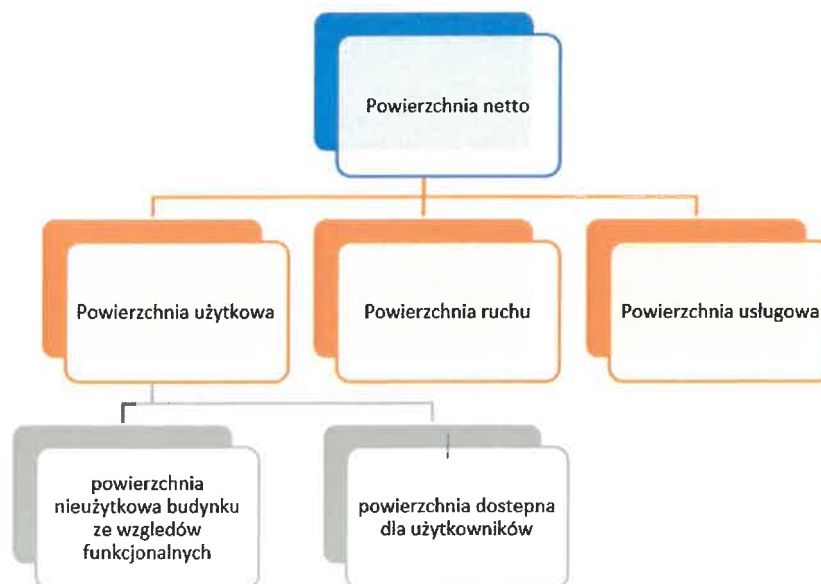 Powierzchnia netto
Powierzchnia użytkowa
Powierzchnia ruchu
Powierzchnia usługowa
powierzchnia
nieużytkowa budynku
ze wzgledów
funkcjonalnych
powierzchnia dostepna
dla użytkowników